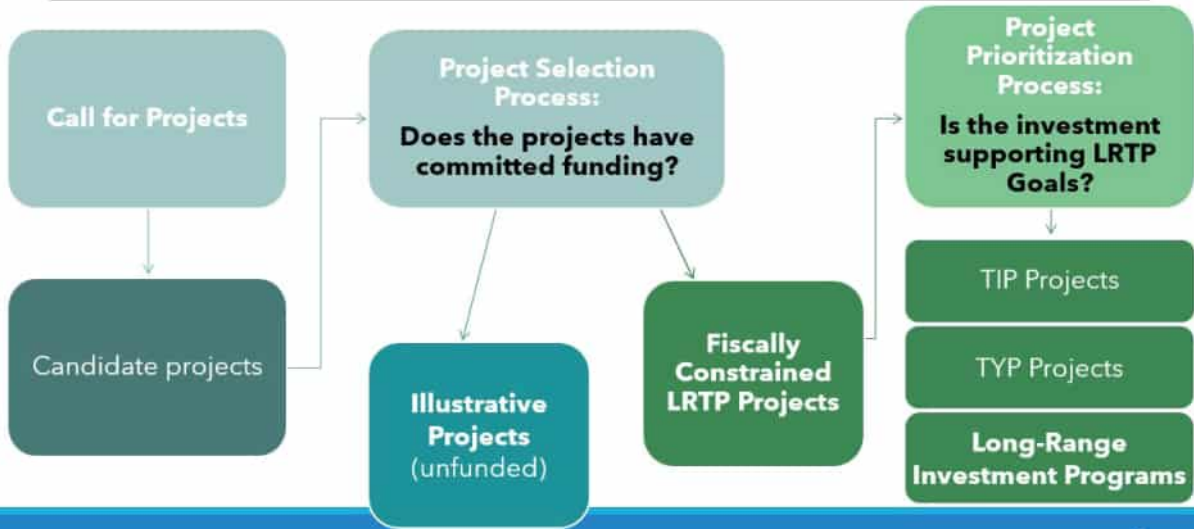 Call for Projects
Candidate projects
Project Selection
Process:
Does the projects have
committed funding?
Illustrative
Projects
(unfunded)
Fiscally
Constrained
LRTP Projects
Project
Prioritization
Process:
Is the investment
supporting LRTP
Goals?
TIP Projects
TYP Projects
Long-Range
Investment Programs